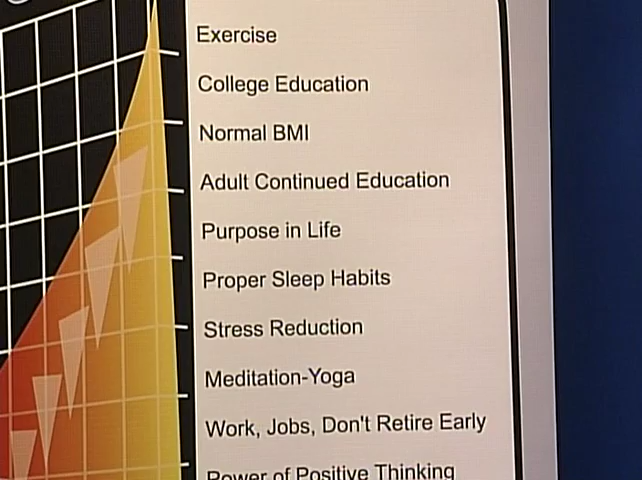 Exercise
College Education
Normal BMI
Adult Continued Education
Purpose in Life
Proper Sleep Habits
Stress Reduction
Meditation-Yoga
Work, Jobs, Don't Retire Early
Power of Positive Thinking